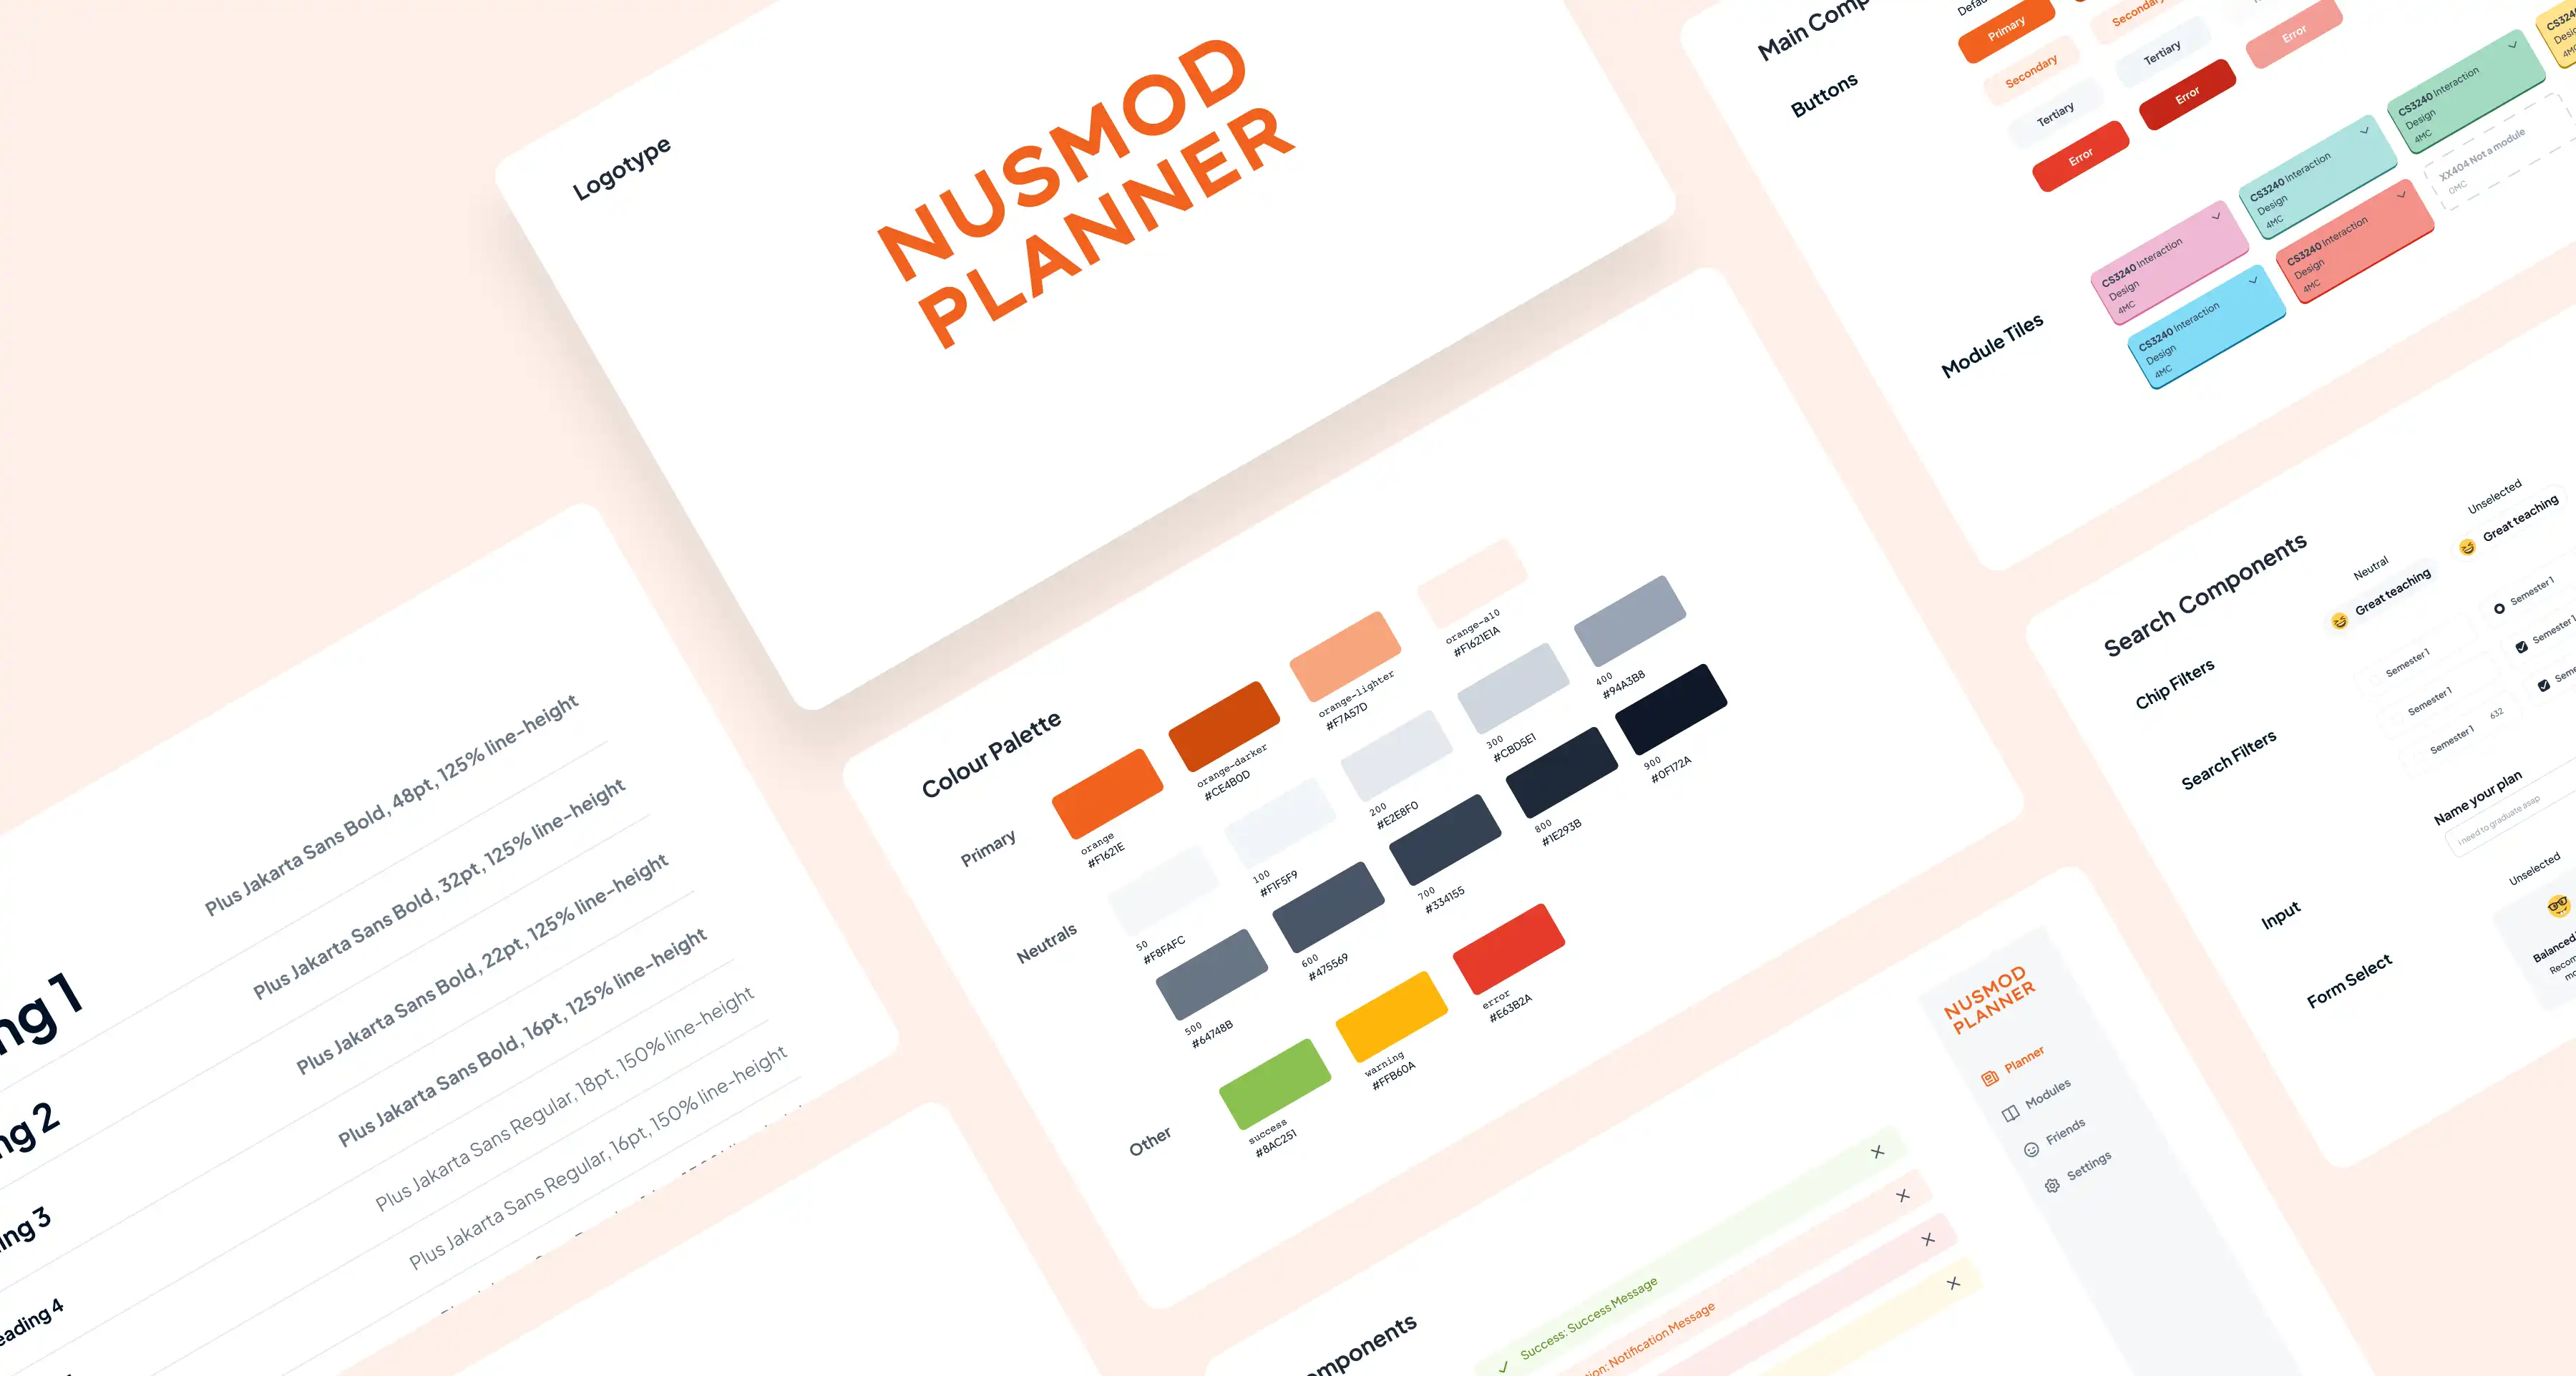 Logotype
NUSMOD
PLANNER
Main Comp
Buttons
Primary
Secondary
Secondary
Tertiary
Tertiary
Error
Error
Error
Module Tiles
CS3240 Interaction
Design
4MC
CS3240 Interaction
Design
4MC
CS3240 Interaction
Design
4MC
CS3240 Interaction
Design
4MC
CS3240 Interaction
Design
4MC
XX404 Not a module
0MC
ng 1
Plus Jakarta Sans Bold, 48pt, 125% line-height
ng 2
Plus Jakarta Sans Bold, 32pt, 125% line-height
ing 3
Plus Jakarta Sans Bold, 22pt, 125% line-height
eading 4
Plus Jakarta Sans Bold, 16pt, 125% line-height
Plus Jakarta Sans Regular, 18pt, 150% line-height
Plus Jakarta Sans Regular, 16pt, 150% line-height
Colour Palette
Primary
orange
#F1621E
orange-darker
#CE4B0D
orange-lighter
#F7A57D
orange-a10
#F1621E1A
Neutrals
50
#F8FAFC
100
#F1F5F9
200
#E2E8F0
300
#CBD5E1
400
#94A3B8
500
#64748B
600
#475569
700
#334155
800
#1E293B
900
#0F172A
Other
success
#8AC251
warning
#FFB60A
error
#E63B2A
Search Components
Chip Filters
Neutral
Great teaching
Unselected
Great teaching
Search Filters
Semester 1
Semester 1
Semester 1
Semester 1
Semester 1 632
Input
Name your plan
I need to graduate asap
Form Select
Unselected
Balanced
Recom
mponents
Success: Success Message
tion: Notification Message
NUSMOD
PLANNER
Planner
Modules
Friends
Settings